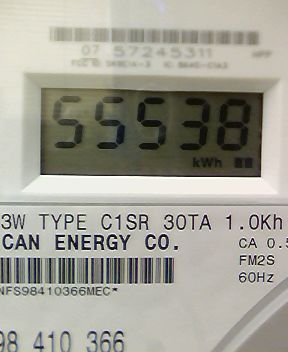 07 57245311
55538
kWh
3W TYPE C1SR 30TA 1.0Kh
CAN ENERGY CO.
CA 0.5
FM2S
60Hz
NFS98410366MEC*
98 410 366